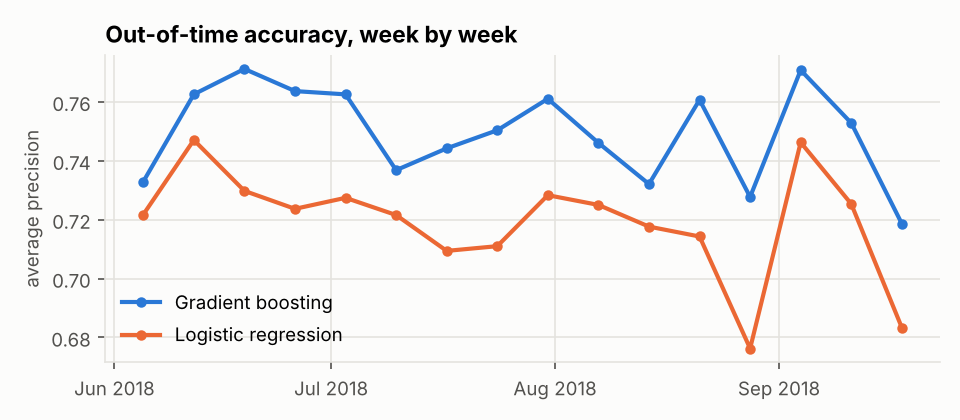 Out-of-time accuracy, week by week
average precision
0.76
0.74
0.72
0.70
0.68
Gradient boosting
Logistic regression
Jun 2018
Jul 2018
Aug 2018
Sep 2018